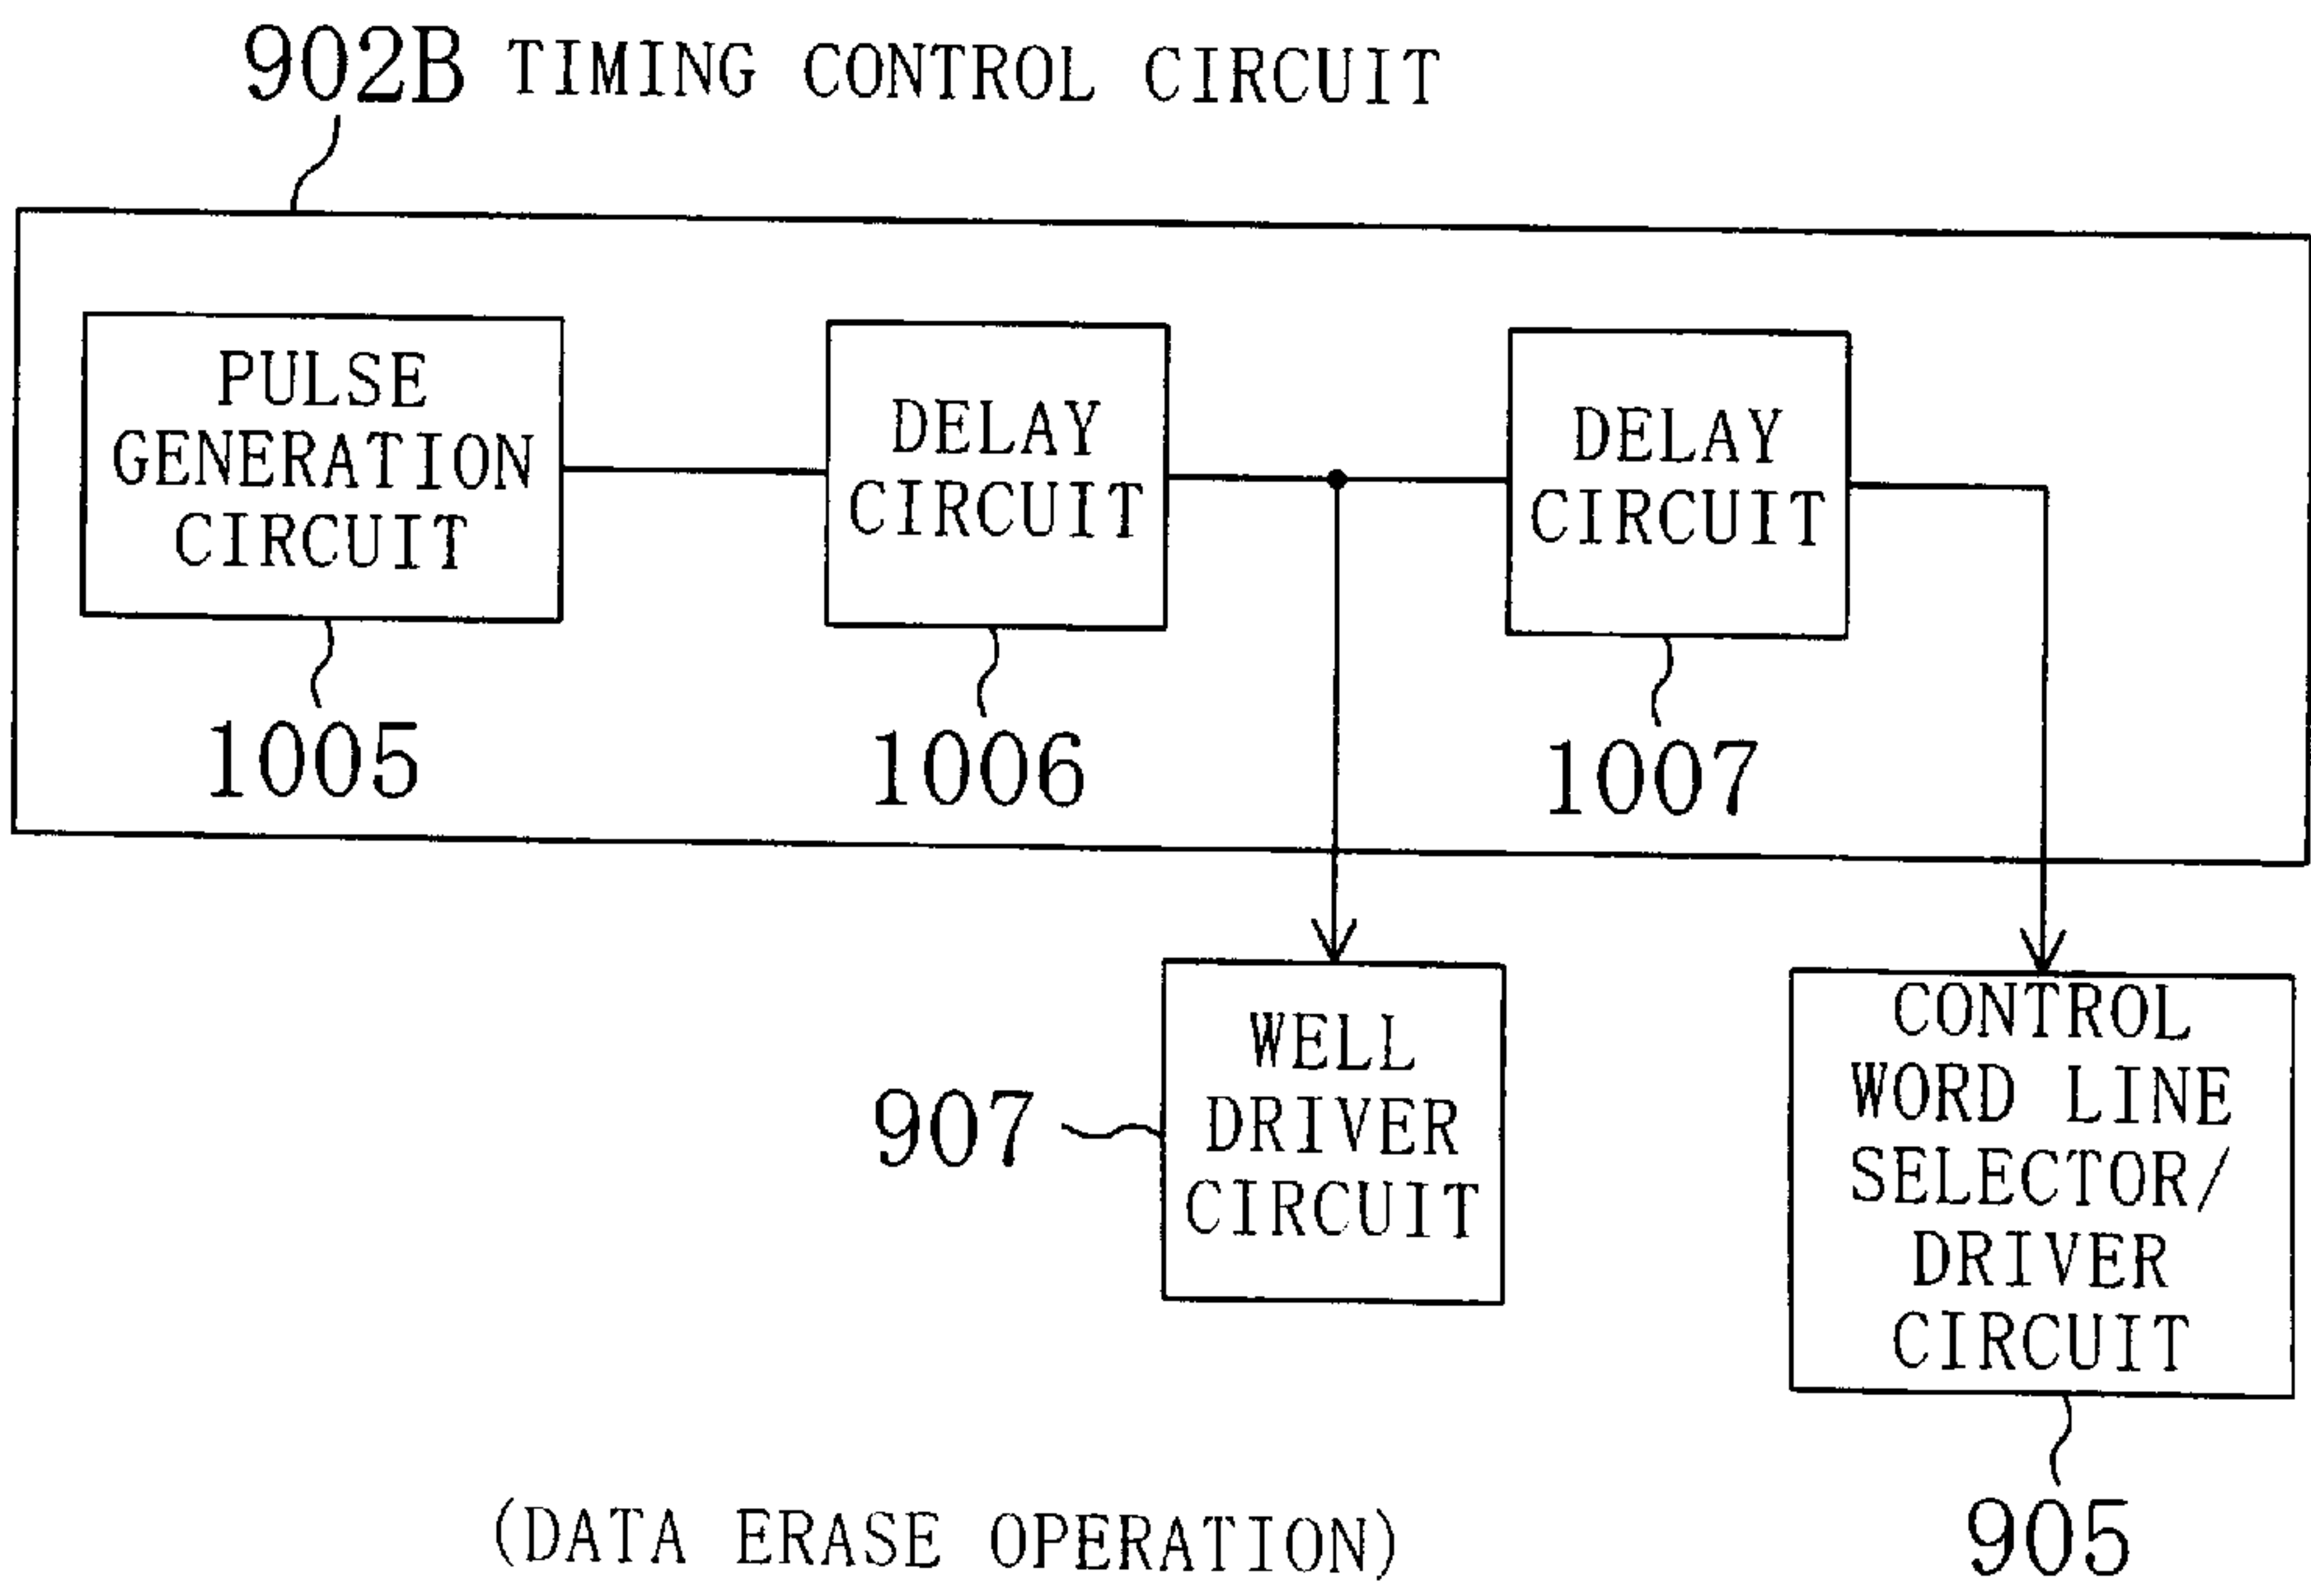 902B TIMING CONTROL CIRCUIT
PULSE
GENERATION
CIRCUIT
1005
DELAY
CIRCUIT
1006
DELAY
CIRCUIT
1007
WELL
DRIVER
CIRCUIT
907
CONTROL
WORD LINE
SELECTOR/
DRIVER
CIRCUIT
905
(DATA ERASE OPERATION)